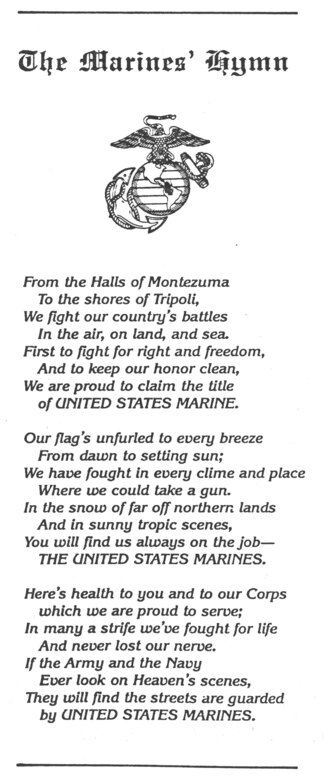 The Marines' Hymn
From the Halls of Montezuma
To the shores of Tripoli,
We fight our country's battles
In the air, on land, and sea.
First to fight for right and freedom,
And to keep our honor clean,
We are proud to claim the title
of UNITED STATES MARINE.
Our flag's unfurled to every breeze
From dawn to setting sun;
We have fought in every clime and place
Where we could take a gun.
In the snow of far off northern lands
And in sunny tropic scenes,
You will find us always on the job—
THE UNITED STATES MARINES.
Here's health to you and to our Corps
which we are proud to serve;
In many a strife we've fought for life
And never lost our nerve.
If the Army and the Navy
Ever look on Heaven's scenes,
They will find the streets are guarded
by UNITED STATES MARINES.